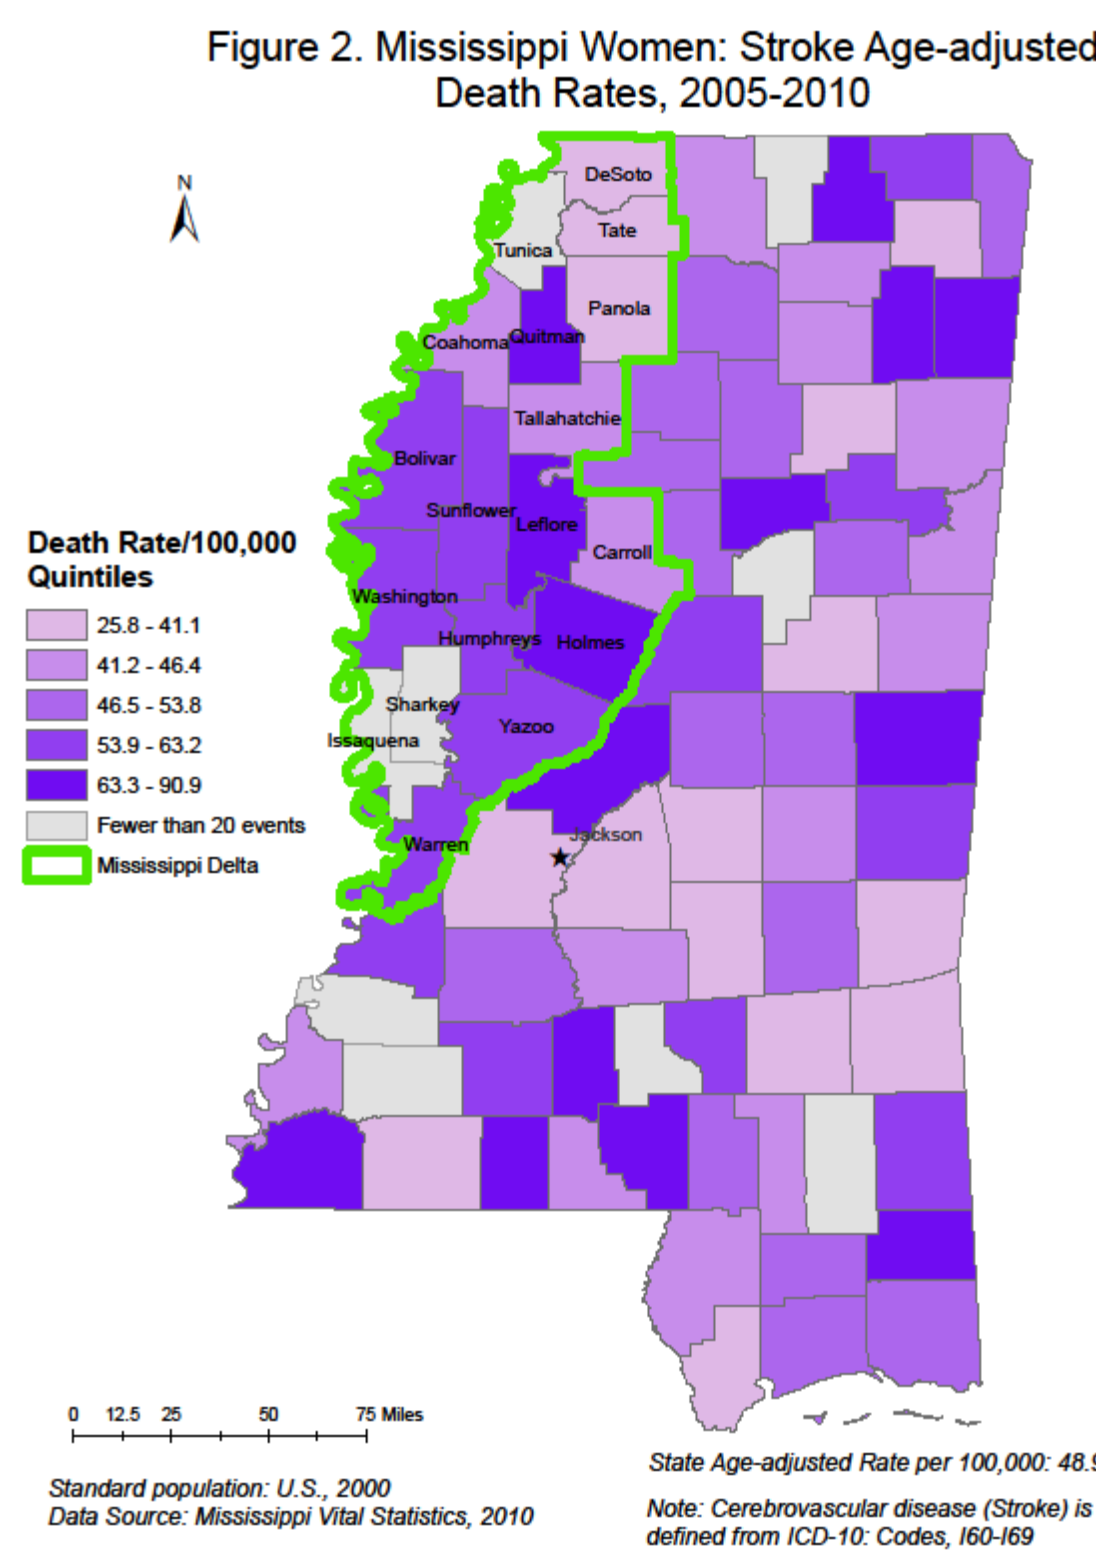 Figure 2. Mississippi Women: Stroke Age-adjusted
Death Rates, 2005-2010
N
DeSoto
Tate
Tunica
Panola
Quitman
Coahoma
Tallahatchie
Bolivar
Sunflower
Leflore
Carroll
Washington
Humphreys
Holmes
Sharkey
Yazoo
Issaquena
Warren
Jackson
Death Rate/100,000
Quintiles
25.8 - 41.1
41.2 - 46.4
46.5 - 53.8
53.9 - 63.2
63.3 - 90.9
Fewer than 20 events
Mississippi Delta
0 12.5 25 50 75 Miles
Standard population: U.S., 2000
Data Source: Mississippi Vital Statistics, 2010
State Age-adjusted Rate per 100,000: 48.9
Note: Cerebrovascular disease (Stroke) is
defined from ICD-10: Codes, I60-I69